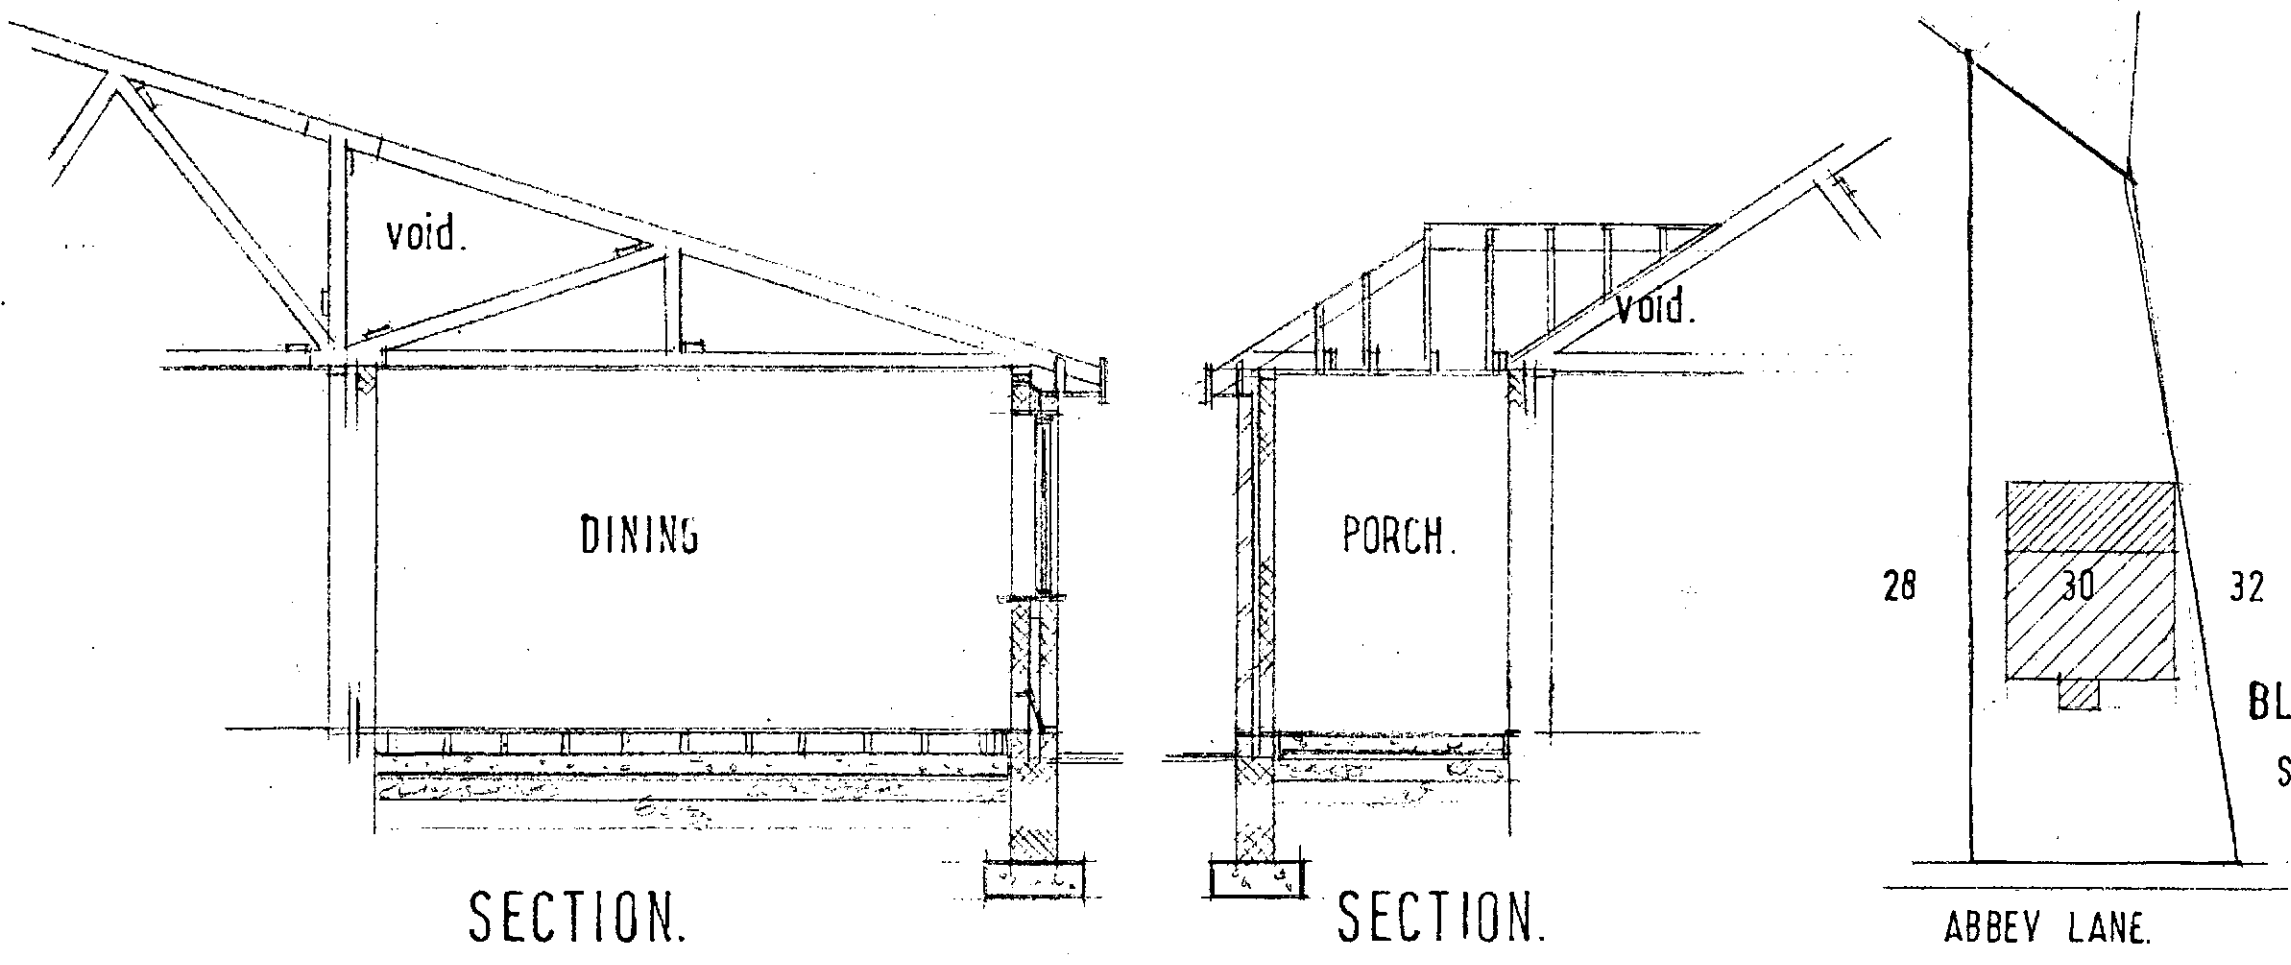 void.
DINING
SECTION.
void.
PORCH.
SECTION.
28
30
32
BL
S
ABBEY LANE.